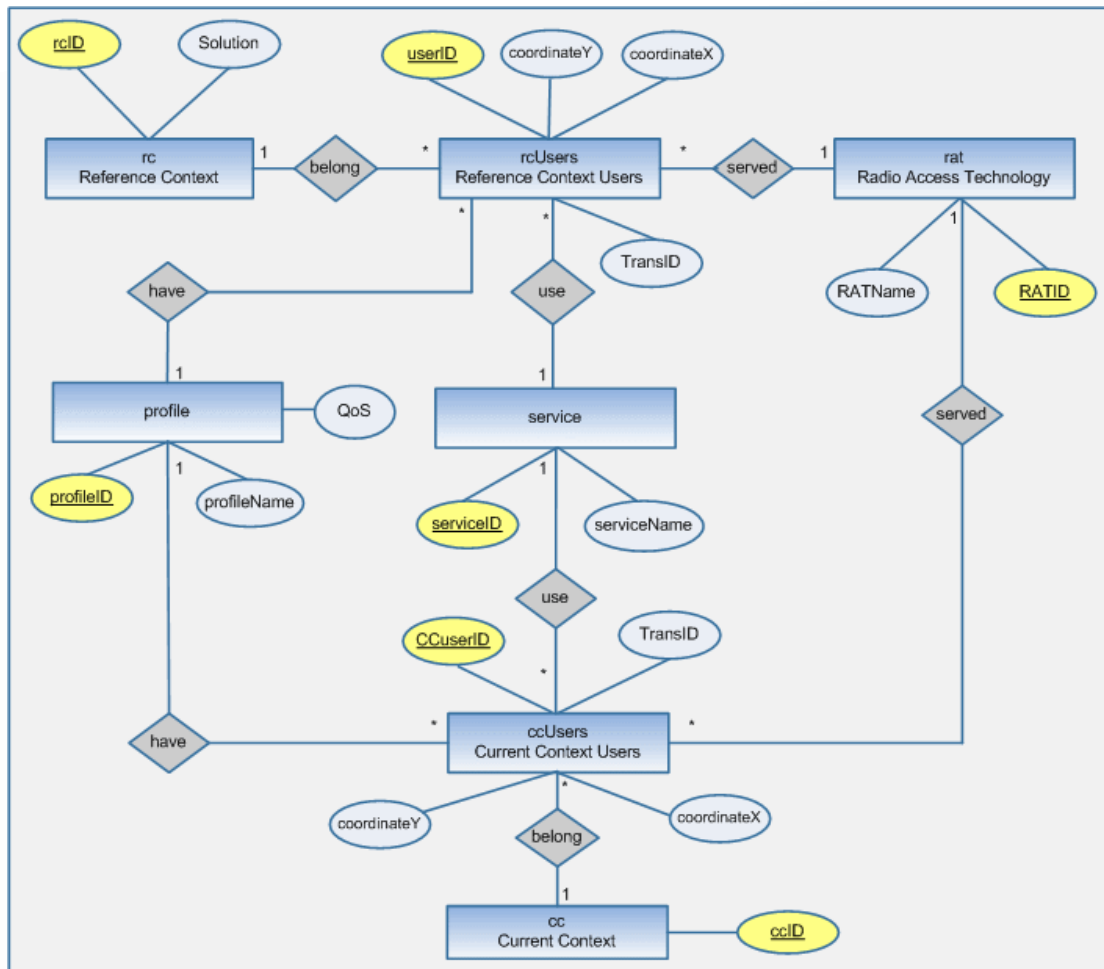 rcID
Solution
userID
coordinateY
coordinateX
rc
Reference Context
1
belong
*
rcUsers
Reference Context Users
*
served
1
rat
Radio Access Technology
*
*
1
TransID
have
use
RATName
RATID
1
1
profile
QoS
service
served
1
1
profileID
profileName
serviceID
serviceName
use
CCuserID
TransID
*
have
*
ccUsers
Current Context Users
*
*
coordinateY
coordinateX
belong
1
cc
Current Context
ccID